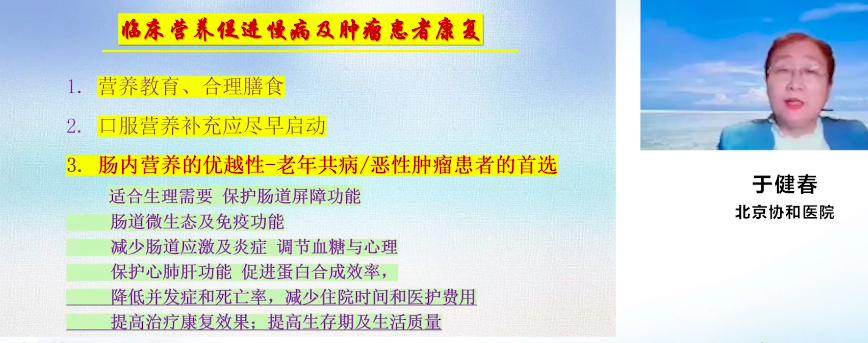 临床营养促进慢病及肿瘤患者康复
1. 营养教育、合理膳食
2. 口服营养补充应尽早启动
3. 肠内营养的优越性-老年共病/恶性肿瘤患者的首选
适合生理需要 保护肠道屏障功能
肠道微生态及免疫功能
减少肠道应激及炎症 调节血糖与心理
保护心肺肝功能 促进蛋白合成效率,
降低并发症和死亡率，减少住院时间和医护费用
提高治疗康复效果；提高生存期及生活质量
于健春
北京协和医院